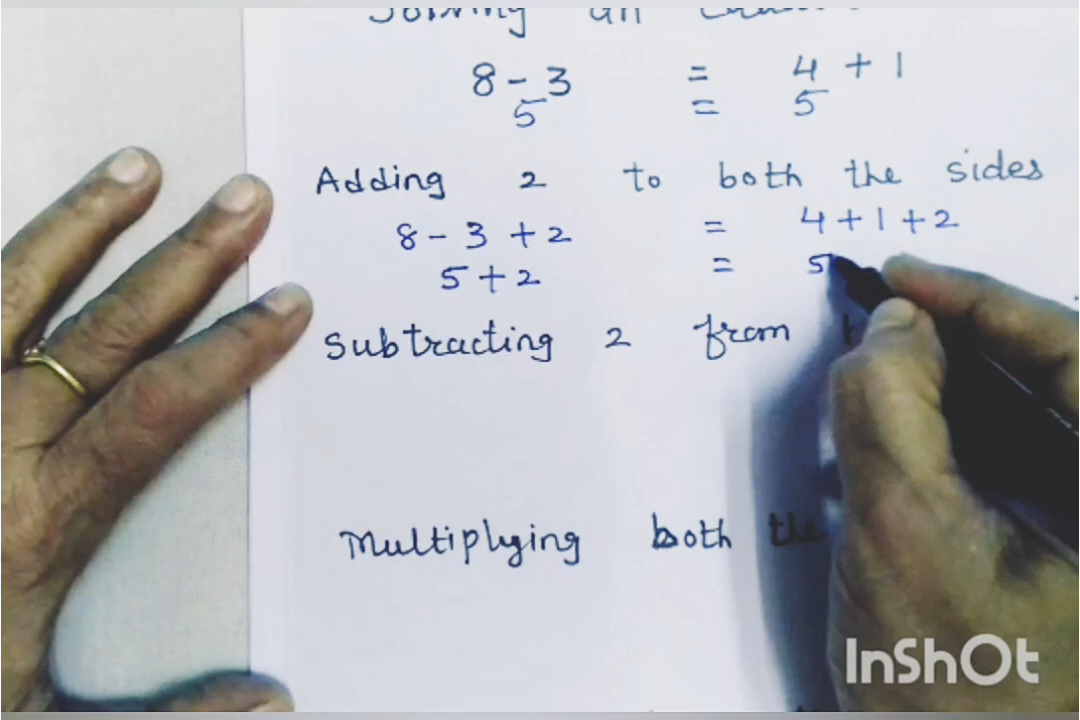 8 - 3 = 4 + 1
5 = 5
Adding 2 to both the sides
8 - 3 + 2 = 4 + 1 + 2
5 + 2 = 5
Subtracting 2 from
Multiplying both the
InShOt